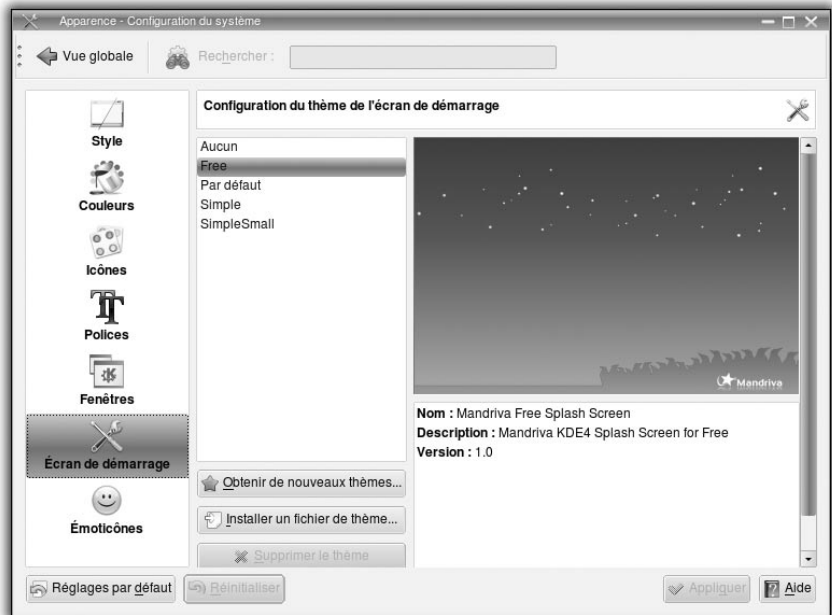 Apparence - Configuration du système
Vue globale
Rechercher :
Style
Couleurs
Icônes
Polices
Fenêtres
Écran de démarrage
Émoticônes
Configuration du thème de l'écran de démarrage
Aucun
Free
Par défaut
Simple
SimpleSmall
Obtenir de nouveaux thèmes...
Installer un fichier de thème...
Supprimer le thème
Mandriva
Nom : Mandriva Free Splash Screen
Description : Mandriva KDE4 Splash Screen for Free
Version : 1.0
Réglages par défaut
Réinitialiser
Appliquer
Aide